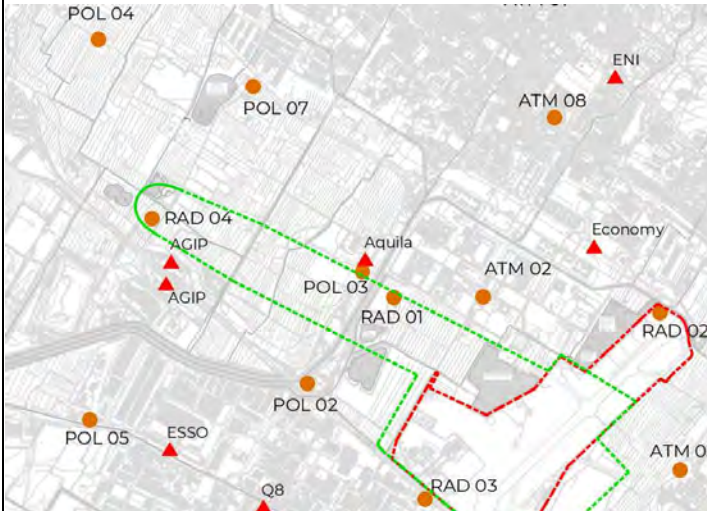 POL 04
ENI
POL 07
ATM 08
RAD 04
AGIP
AGIP
Aquila
Economy
POL 03
ATM 02
RAD 01
RAD 02
POL 02
POL 05
ESSO
ATM 0
RAD 03
Q8